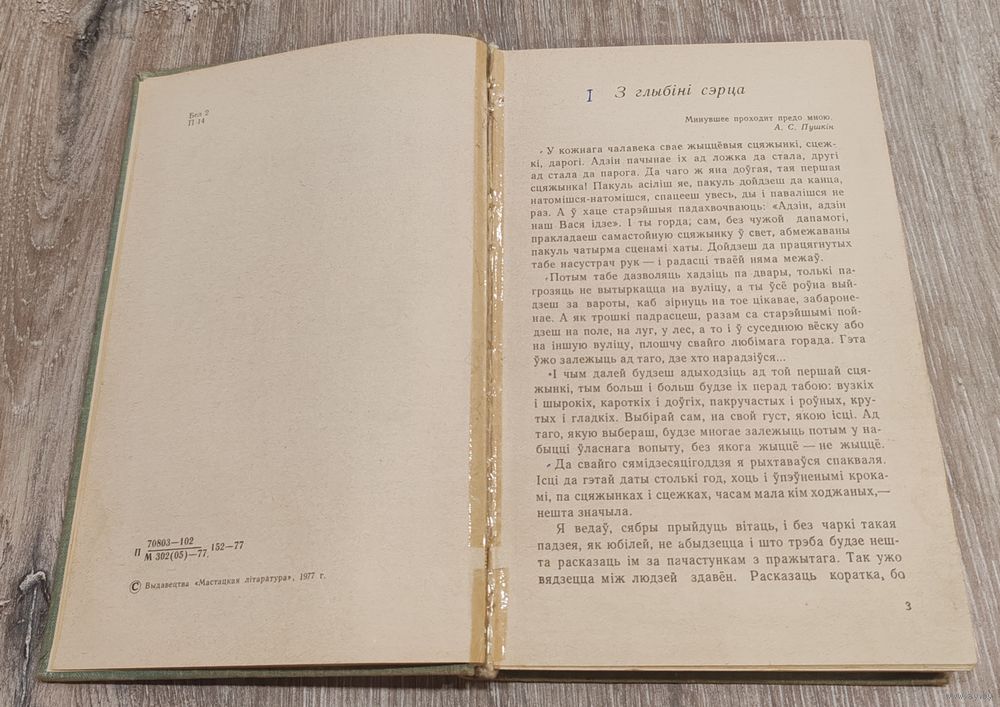 Бел 2
П 14
П 70803—102
М 302(05)—77 152—77
© Выдавецтва «Мастацкая літаратура», 1977 г.
I З глыбіні сэрца
Минувшее проходит предо мною.
А. С. Пушкін
У кожнага чалавека свае жыццёвыя сцяжынкі, сцеж-
кі, дарогі. Адзін пачынае іх ад ложка да стала, другі
ад стала да парога. Да чаго ж яна доўгая, тая першая
сцяжынка! Пакуль асіліш яе, пакуль дойдзеш да канца,
натомішся-натомішся, спацееш увесь, ды і павалішся не
раз. А ў хаце старэйшыя падахвочваюць: «Адзін, адзін
наш Вася ідзе». І ты горда; сам, без чужой дапамогі,
пракладаеш самастойную сцяжынку ў свет, абмежаваны
пакуль чатырма сценамі хаты. Дойдзеш да працягнутых
табе насустрач рук — і радасці тваёй няма межаў.
Потым табе дазволяць хадзіць па двары, толькі па-
грозяць не вытыркацца на вуліцу, а ты ўсё роўна вый-
дзеш за вароты, каб зірнуць на тое цікавае, забароне-
нае. А як трошкі падрасцеш, разам са старэйшымі пой-
дзеш на поле, на луг, у лес, а то і ў суседнюю вёску або
на іншую вуліцу, плошчу свайго любімага горада. Гэта
ўжо залежыць ад таго, дзе хто нарадзіўся...
І чым далей будзеш адыходзіць ад той першай сця-
жынкі, тым больш і больш будзе іх перад табою: вузкіх
і шырокіх, кароткіх і доўгіх, пакручастых і роўных, кру-
тых і гладкіх. Выбірай сам, на свой густ, якою ісці. Ад
таго, якую выбераш, будзе многае залежыць потым у на-
быцці ўласнага вопыту, без якога жыццё — не жыццё.
Да свайго сямідзесяцігоддзя я рыхтаваўся спакваля.
Ісці да гэтай даты столькі год, хоць і ўпэўненымі крока-
мі, па сцяжынках і сцежках, часам мала кім ходжаных,—
нешта значыла.
Я ведаў, сябры прыйдуць вітаць, і без чаркі такая
падзея, як юбілей, не абыдзецца і што трэба будзе неш-
та расказаць ім за пачастункам з пражытага. Так ужо
вядзецца між людзей здавён. Расказаць коратка, бо
3